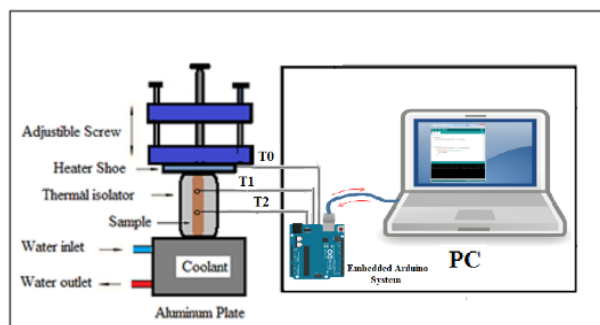 Adjustible Screw
Heater Shoe
Thermal isolator
Sample
Water inlet
Water outlet
Coolant
Aluminum Plate
T0
T1
T2
Embedded Arduino
System
PC